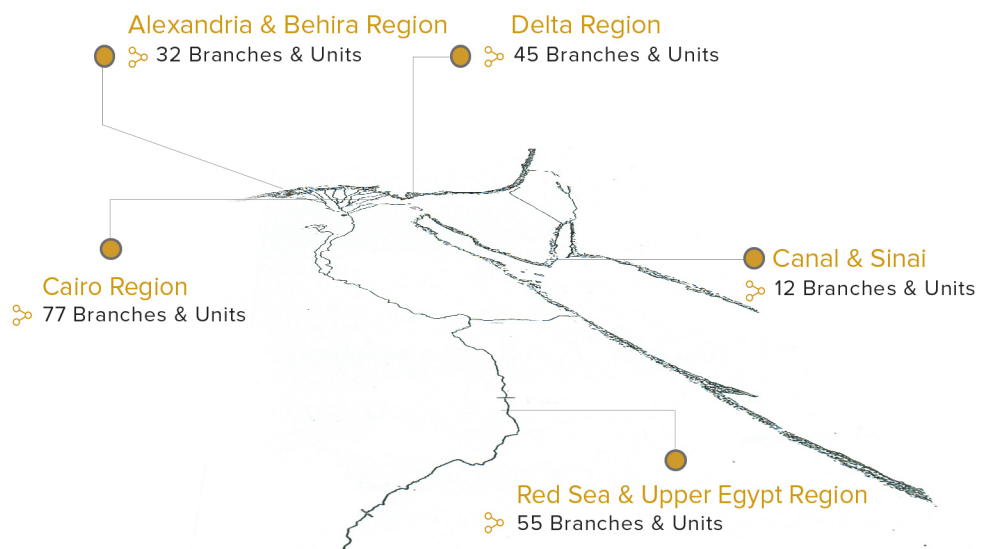 Alexandria & Behira Region
32 Branches & Units
Delta Region
45 Branches & Units
Cairo Region
77 Branches & Units
Canal & Sinai
12 Branches & Units
Red Sea & Upper Egypt Region
55 Branches & Units